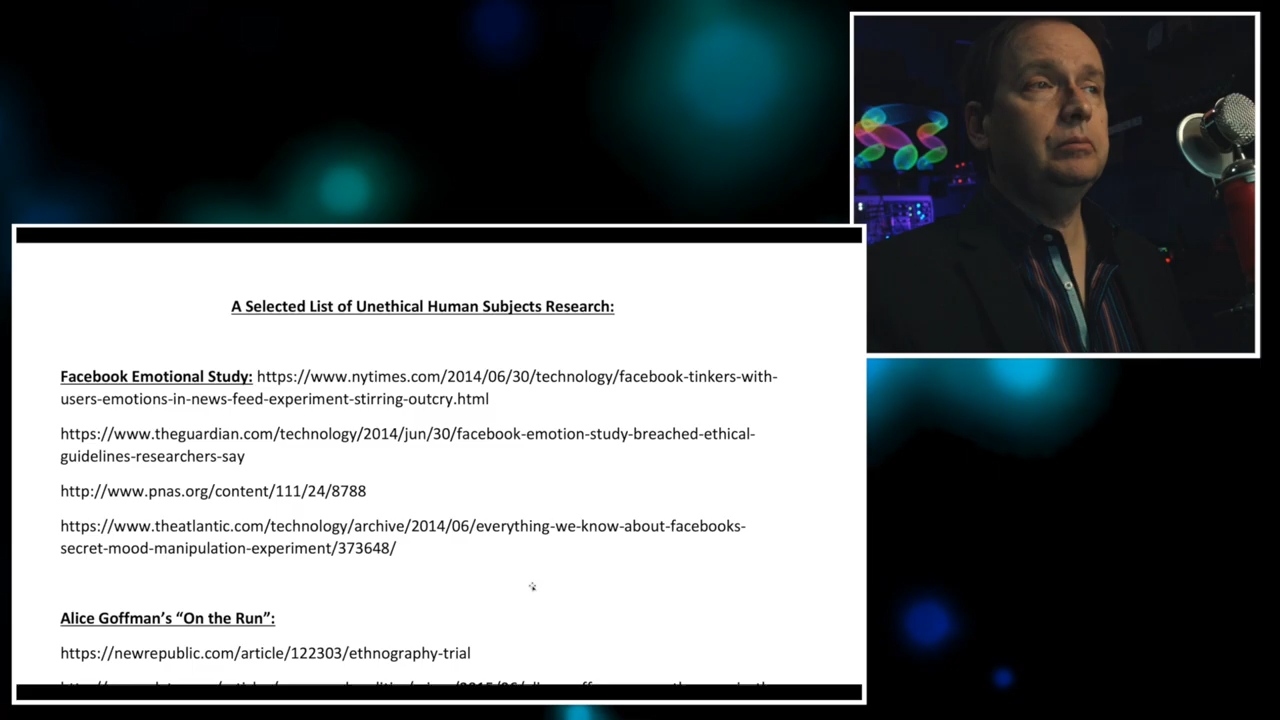 A Selected List of Unethical Human Subjects Research:
Facebook Emotional Study: https://www.nytimes.com/2014/06/30/technology/facebook-tinkers-with-
users-emotions-in-news-feed-experiment-stirring-outcry.html
https://www.theguardian.com/technology/2014/jun/30/facebook-emotion-study-breached-ethical-
guidelines-researchers-say
http://www.pnas.org/content/111/24/8788
https://www.theatlantic.com/technology/archive/2014/06/everything-we-know-about-facebooks-
secret-mood-manipulation-experiment/373648/
Alice Goffman’s “On the Run”:
https://newrepublic.com/article/122303/ethnography-trial